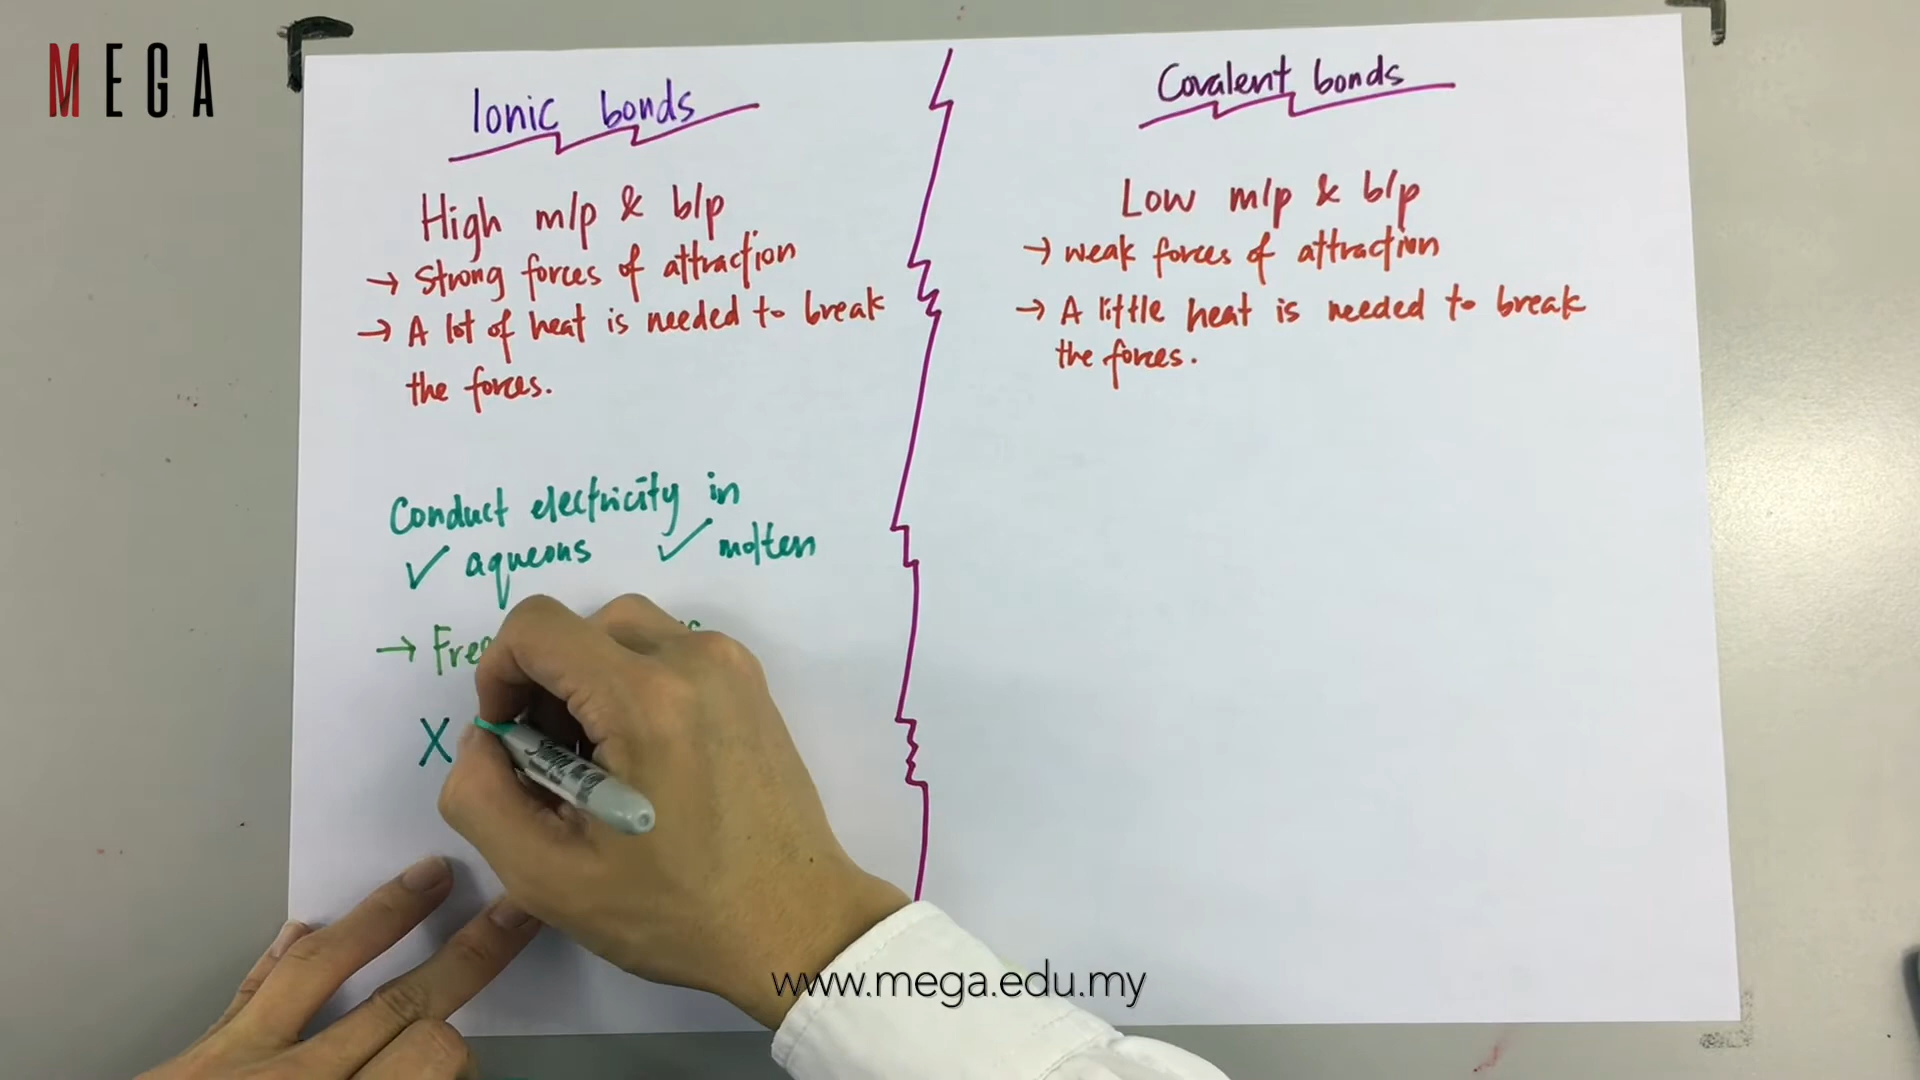 MEGA
Ionic bonds
High m/p & b/p
→ Strong forces of attraction
→ A lot of heat is needed to break
the forces.
Conduct electricity in
✓ aqueous ✓ molten
→ Free
X
Covalent bonds
Low m/p & b/p
→ weak forces of attraction
→ A little heat is needed to break
the forces.
www.mega.edu.my